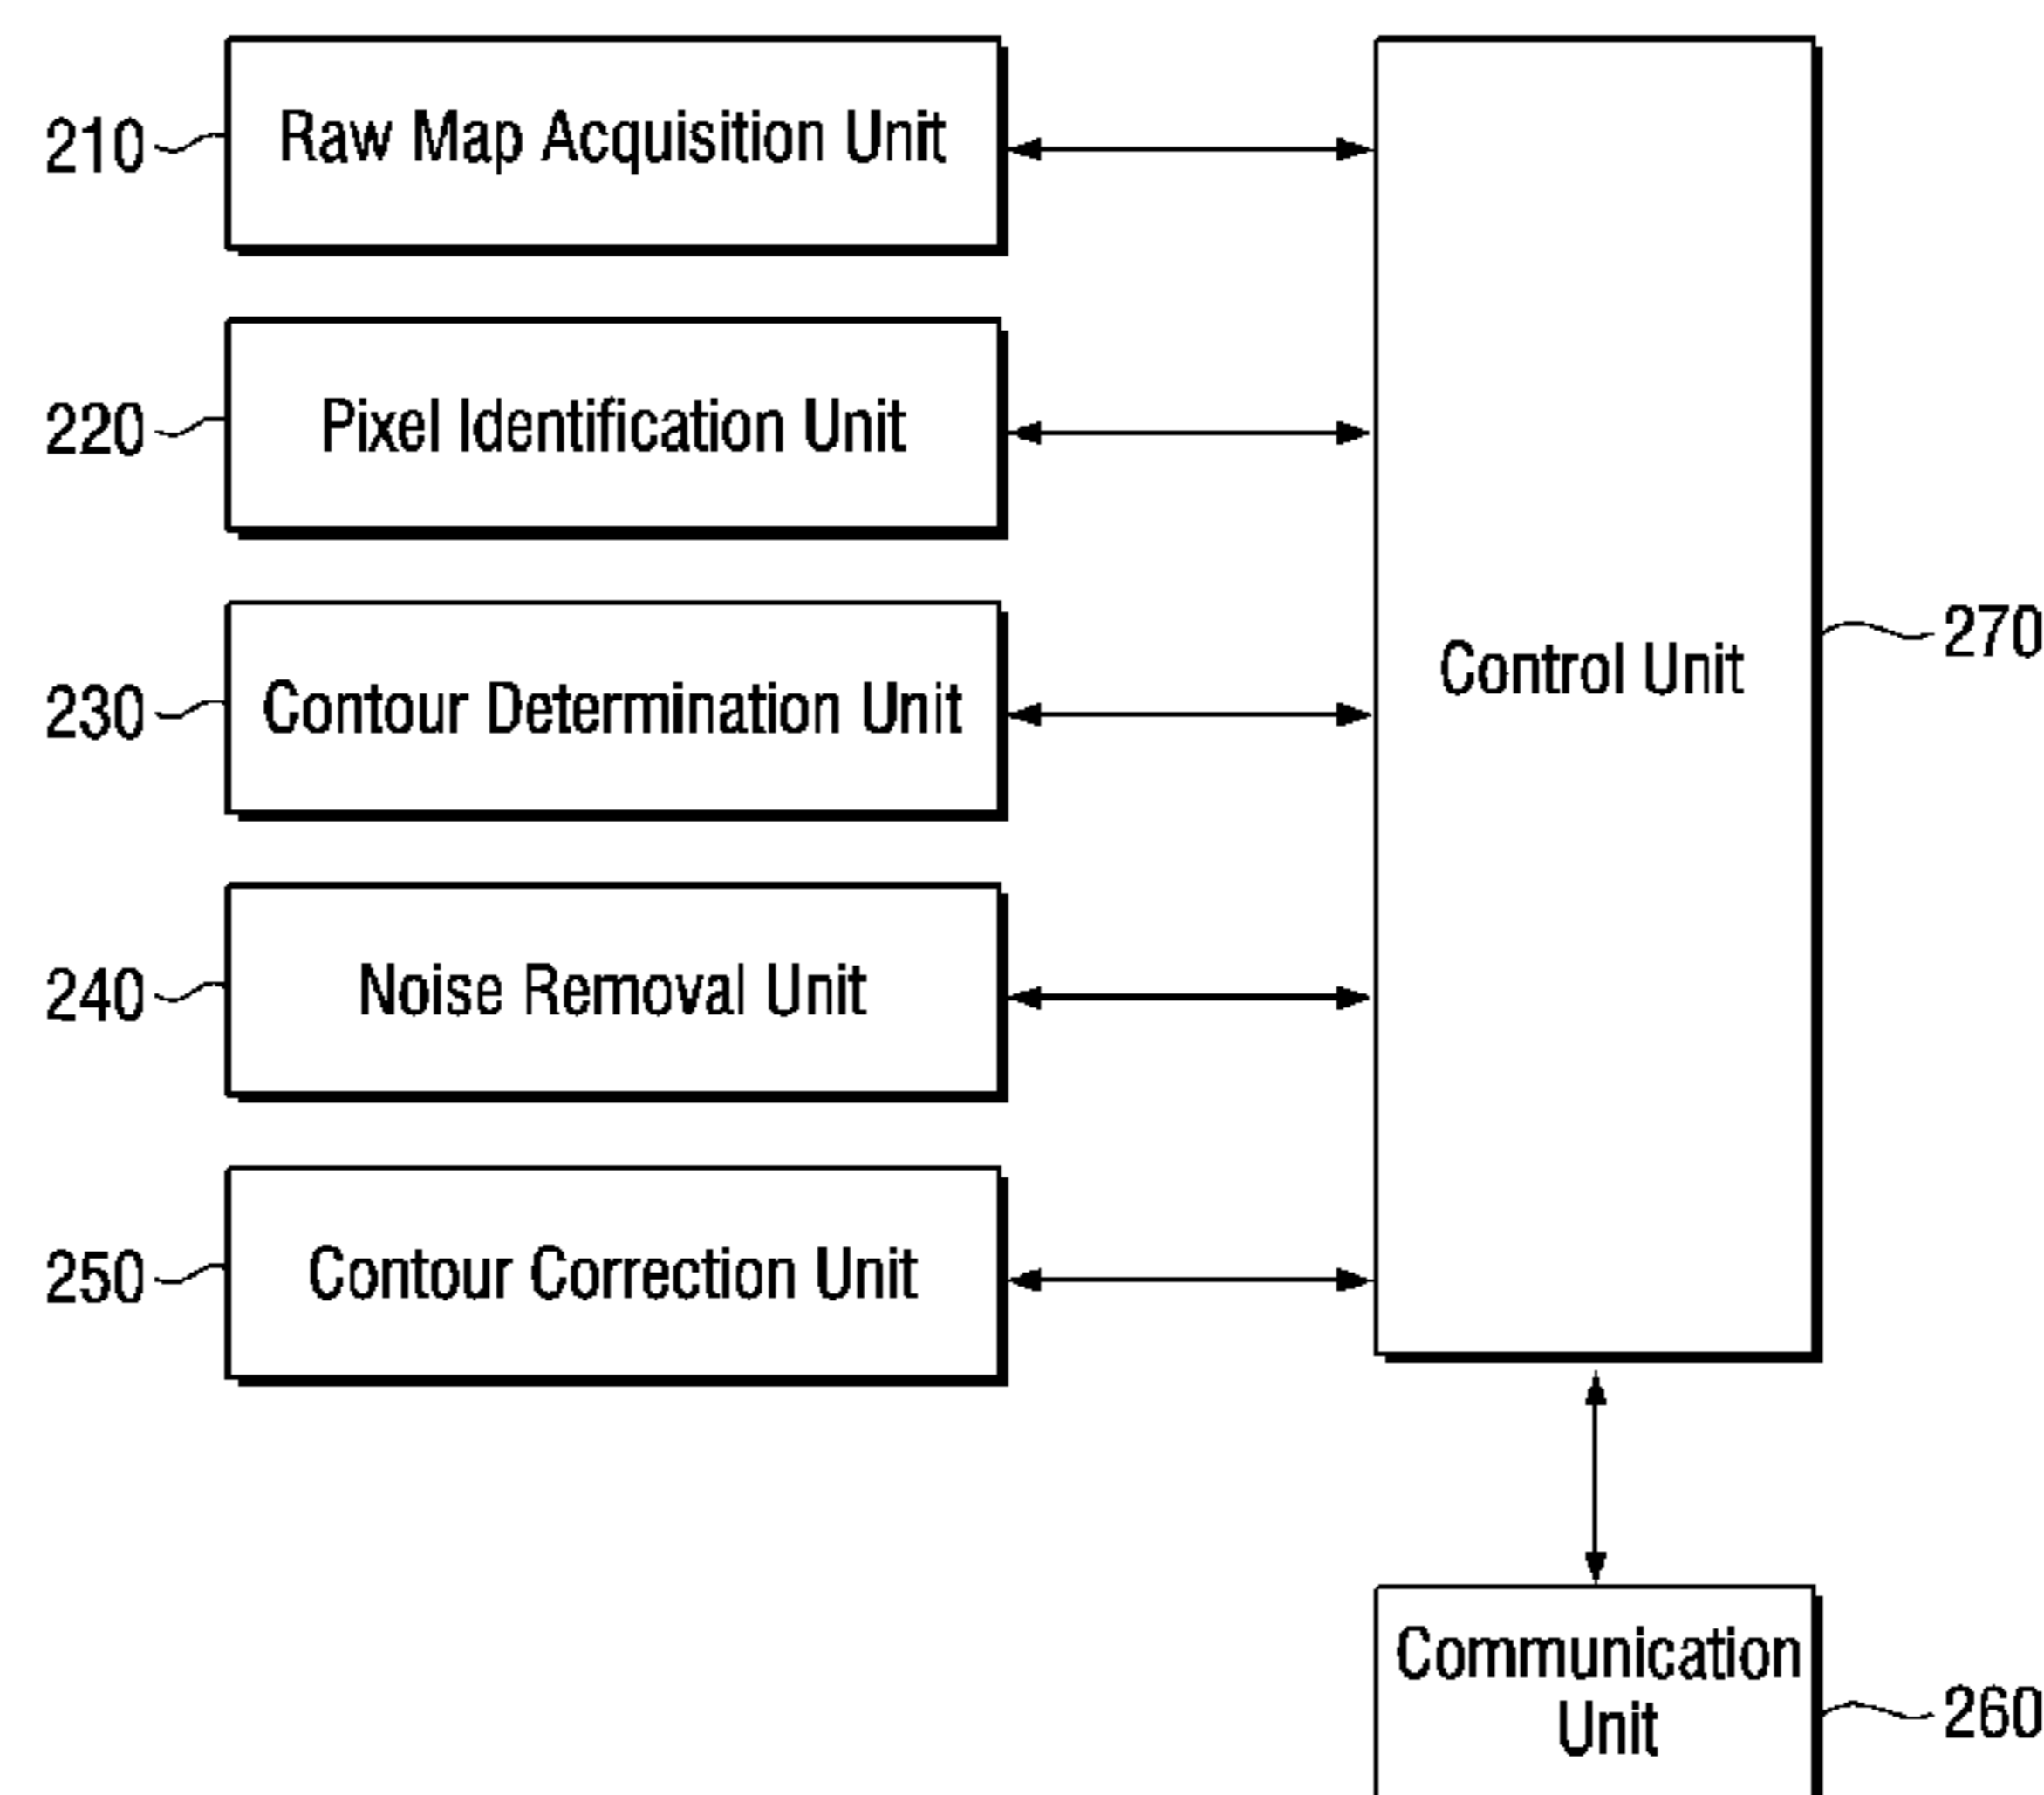 210
Raw Map Acquisition Unit
220
Pixel Identification Unit
230
Contour Determination Unit
Control Unit
270
240
Noise Removal Unit
250
Contour Correction Unit
Communication
Unit
260